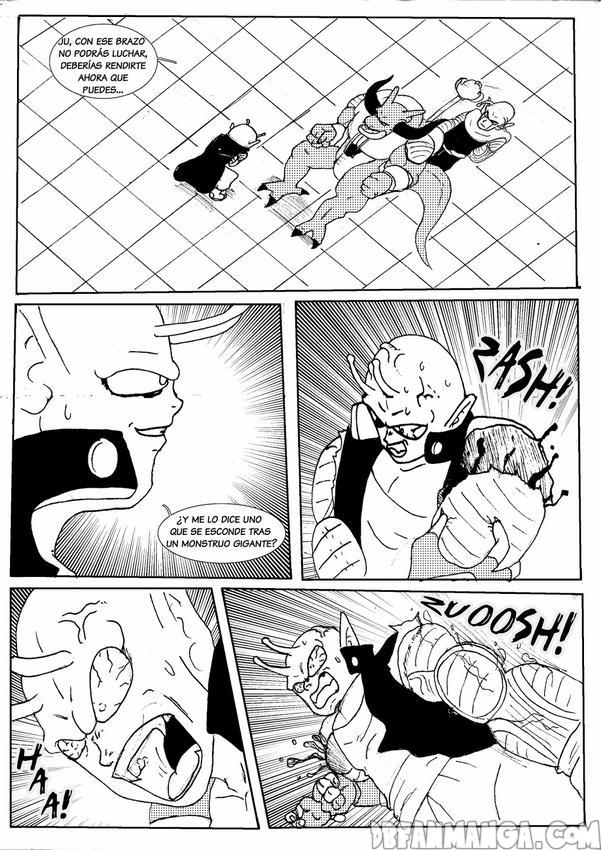 JU, CON ESE BRAZO
NO PODRÁS LUCHAR,
DEBERÍAS RENDIRTE
AHORA QUE
PUEDES...
ZASH!
¿Y ME LO DICE UNO
QUE SE ESCONDE TRAS
UN MONSTRUO GIGANTE?
HAAA!
ZUOOSH!
DBFANMANGA.COM